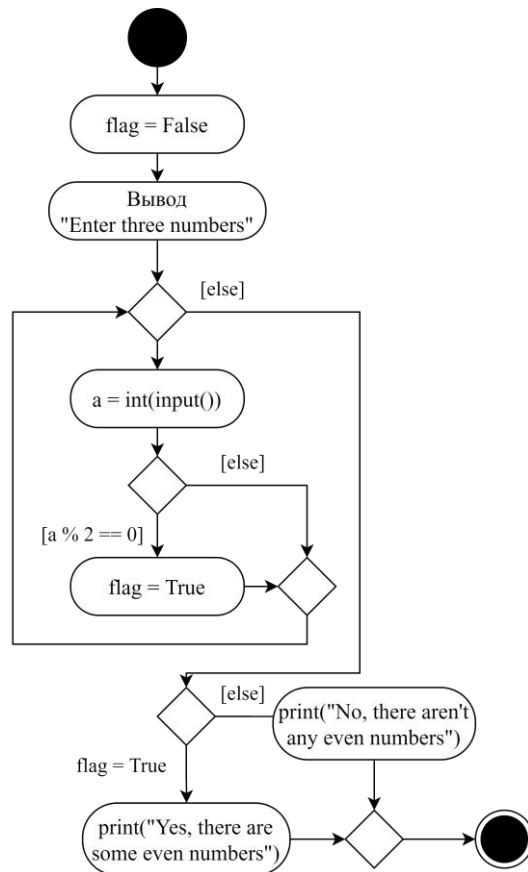 flag = False
Вывод
"Enter three numbers"
[else]
a = int(input())
[else]
[a % 2 == 0]
flag = True
[else]
print("No, there aren't
any even numbers")
flag = True
print("Yes, there are
some even numbers")